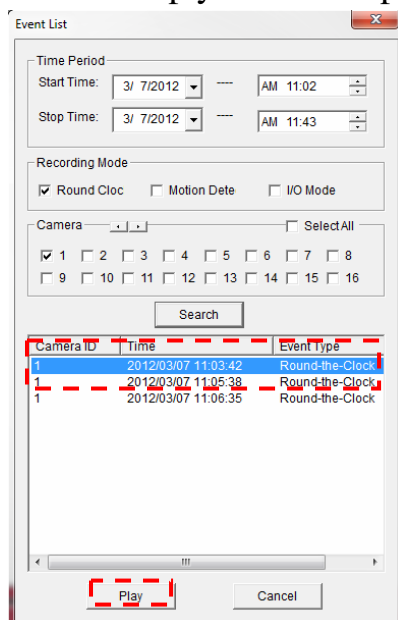 Event List
Time Period
Start Time: 3/ 7/2012 ---- AM 11:02
Stop Time: 3/ 7/2012 ---- AM 11:43
Recording Mode
Round Cloc Motion Dete I/O Mode
Camera Select All
1 2 3 4 5 6 7 8
9 10 11 12 13 14 15 16
Search
Camera ID Time Event Type
1 2012/03/07 11:03:42 Round-the-Clock
1 2012/03/07 11:05:38 Round-the-Clock
1 2012/03/07 11:06:35 Round-the-Clock
Play Cancel